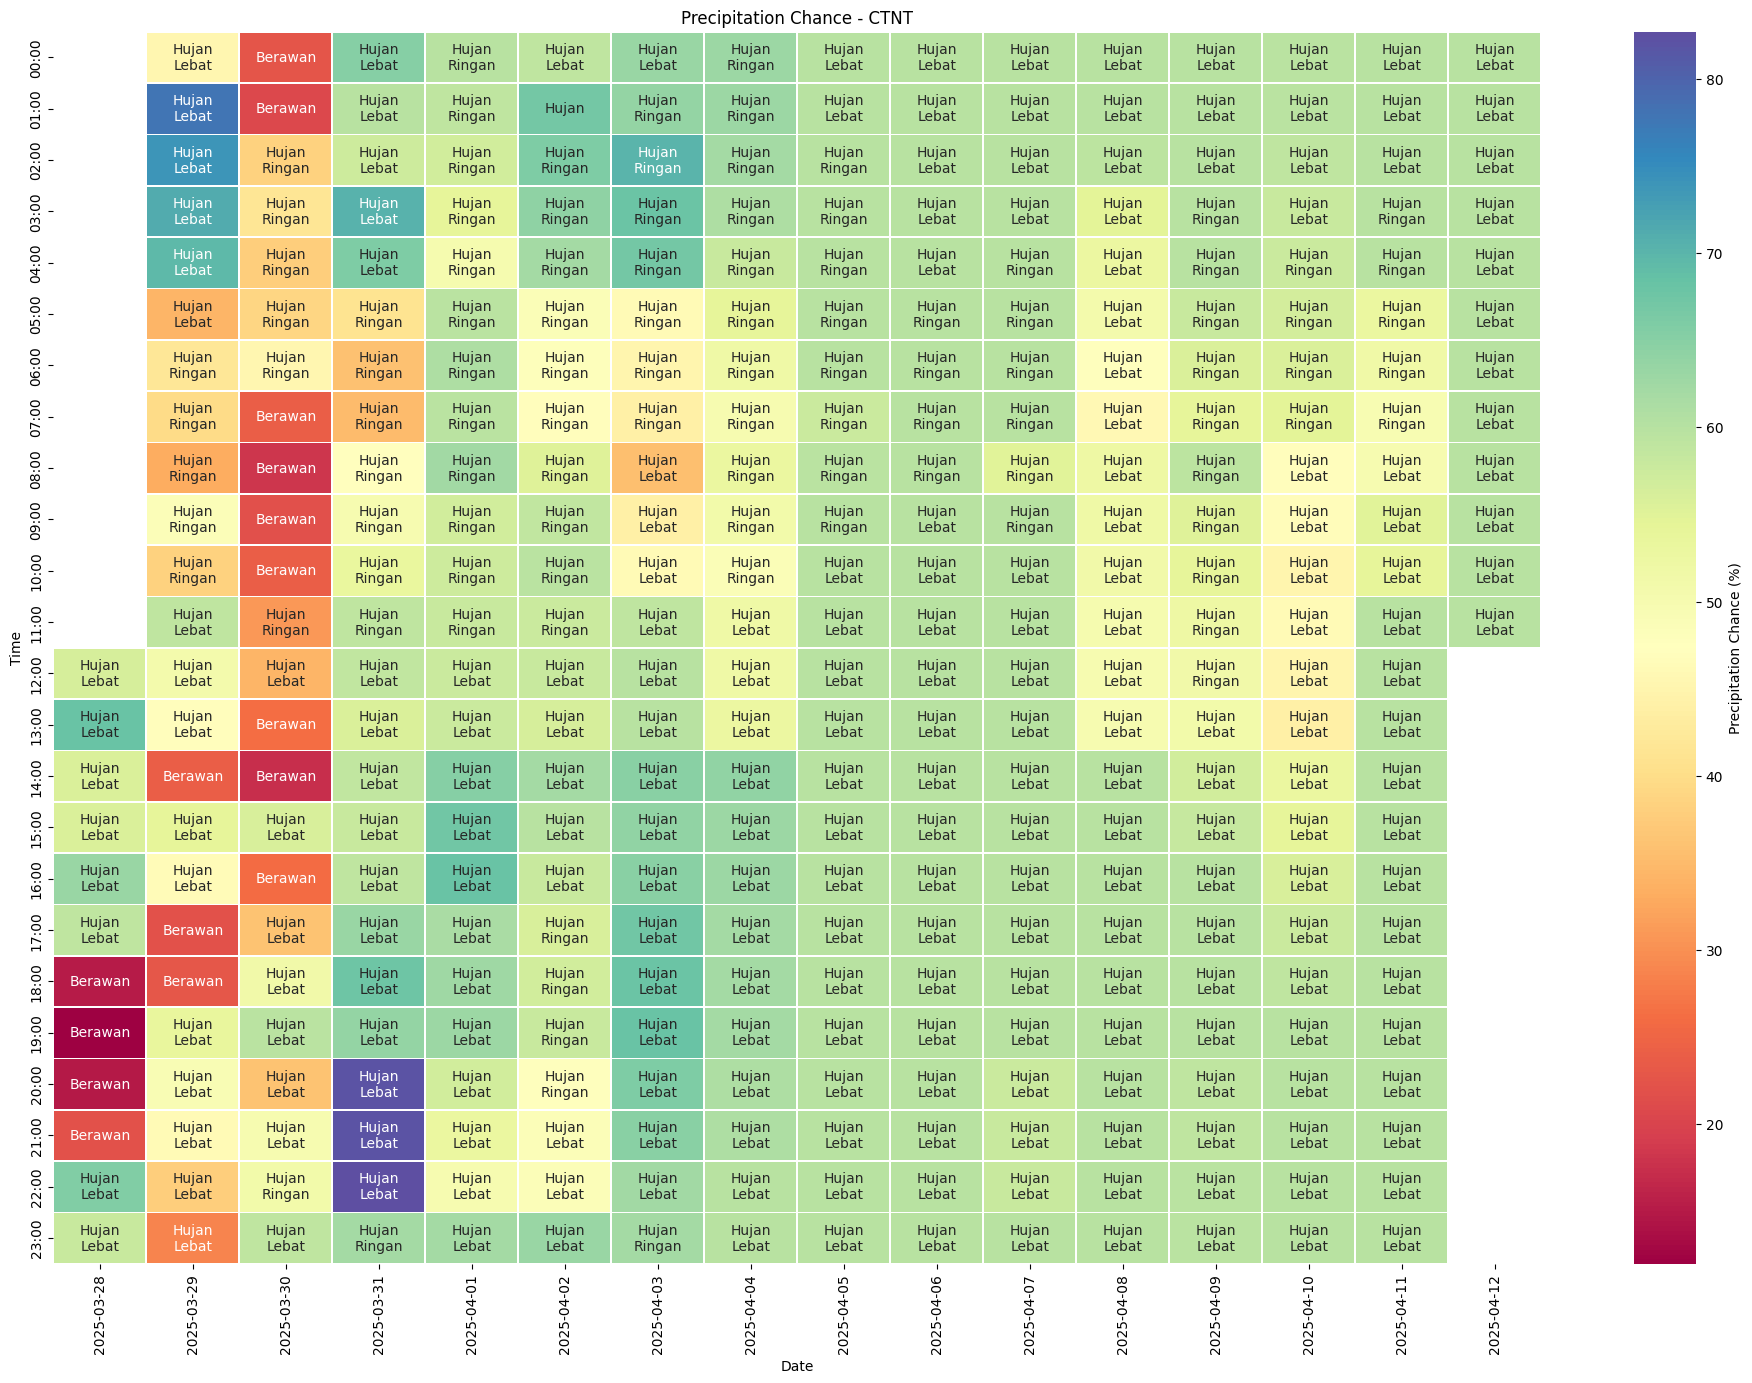 Precipitation Chance - CTNT
00:00 Hujan Lebat Berawan Hujan Lebat Hujan Ringan Hujan Lebat Hujan Lebat Hujan Ringan Hujan Lebat Hujan Lebat Hujan Lebat Hujan Lebat Hujan Lebat Hujan Lebat Hujan Lebat Hujan Lebat
01:00 Hujan Lebat Berawan Hujan Lebat Hujan Ringan Hujan Hujan Ringan Hujan Ringan Hujan Lebat Hujan Lebat Hujan Lebat Hujan Lebat Hujan Lebat Hujan Lebat Hujan Lebat Hujan Lebat
02:00 Hujan Lebat Hujan Ringan Hujan Lebat Hujan Ringan Hujan Ringan Hujan Ringan Hujan Ringan Hujan Ringan Hujan Lebat Hujan Lebat Hujan Lebat Hujan Lebat Hujan Lebat Hujan Lebat Hujan Lebat
03:00 Hujan Lebat Hujan Ringan Hujan Lebat Hujan Ringan Hujan Ringan Hujan Ringan Hujan Ringan Hujan Ringan Hujan Lebat Hujan Lebat Hujan Lebat Hujan Ringan Hujan Lebat Hujan Ringan Hujan Lebat
04:00 Hujan Lebat Hujan Ringan Hujan Lebat Hujan Ringan Hujan Ringan Hujan Ringan Hujan Ringan Hujan Ringan Hujan Lebat Hujan Ringan Hujan Lebat Hujan Ringan Hujan Ringan Hujan Ringan Hujan Lebat
05:00 Hujan Lebat Hujan Ringan Hujan Ringan Hujan Ringan Hujan Ringan Hujan Ringan Hujan Ringan Hujan Ringan Hujan Ringan Hujan Ringan Hujan Lebat Hujan Ringan Hujan Ringan Hujan Ringan Hujan Lebat
06:00 Hujan Ringan Hujan Ringan Hujan Ringan Hujan Ringan Hujan Ringan Hujan Ringan Hujan Ringan Hujan Ringan Hujan Ringan Hujan Ringan Hujan Lebat Hujan Ringan Hujan Ringan Hujan Ringan Hujan Lebat
07:00 Hujan Ringan Berawan Hujan Ringan Hujan Ringan Hujan Ringan Hujan Ringan Hujan Ringan Hujan Ringan Hujan Ringan Hujan Ringan Hujan Lebat Hujan Ringan Hujan Ringan Hujan Ringan Hujan Lebat
08:00 Hujan Ringan Berawan Hujan Ringan Hujan Ringan Hujan Ringan Hujan Lebat Hujan Ringan Hujan Ringan Hujan Ringan Hujan Ringan Hujan Lebat Hujan Ringan Hujan Lebat Hujan Lebat Hujan Lebat
09:00 Hujan Ringan Berawan Hujan Ringan Hujan Ringan Hujan Ringan Hujan Lebat Hujan Ringan Hujan Ringan Hujan Lebat Hujan Ringan Hujan Lebat Hujan Ringan Hujan Lebat Hujan Lebat Hujan Lebat
10:00 Hujan Ringan Berawan Hujan Ringan Hujan Ringan Hujan Ringan Hujan Lebat Hujan Ringan Hujan Lebat Hujan Lebat Hujan Lebat Hujan Lebat Hujan Ringan Hujan Lebat Hujan Lebat Hujan Lebat
11:00 Hujan Lebat Hujan Ringan Hujan Ringan Hujan Ringan Hujan Ringan Hujan Lebat Hujan Lebat Hujan Lebat Hujan Lebat Hujan Lebat Hujan Lebat Hujan Ringan Hujan Lebat Hujan Lebat Hujan Lebat
12:00 Hujan Lebat Hujan Lebat Hujan Lebat Hujan Lebat Hujan Lebat Hujan Lebat Hujan Lebat Hujan Lebat Hujan Lebat Hujan Lebat Hujan Lebat Hujan Lebat Hujan Ringan Hujan Lebat Hujan Lebat
13:00 Hujan Lebat Hujan Lebat Berawan Hujan Lebat Hujan Lebat Hujan Lebat Hujan Lebat Hujan Lebat Hujan Lebat Hujan Lebat Hujan Lebat Hujan Lebat Hujan Lebat Hujan Lebat Hujan Lebat
14:00 Hujan Lebat Berawan Berawan Hujan Lebat Hujan Lebat Hujan Lebat Hujan Lebat Hujan Lebat Hujan Lebat Hujan Lebat Hujan Lebat Hujan Lebat Hujan Lebat Hujan Lebat Hujan Lebat
15:00 Hujan Lebat Hujan Lebat Hujan Lebat Hujan Lebat Hujan Lebat Hujan Lebat Hujan Lebat Hujan Lebat Hujan Lebat Hujan Lebat Hujan Lebat Hujan Lebat Hujan Lebat Hujan Lebat Hujan Lebat
16:00 Hujan Lebat Hujan Lebat Berawan Hujan Lebat Hujan Lebat Hujan Lebat Hujan Lebat Hujan Lebat Hujan Lebat Hujan Lebat Hujan Lebat Hujan Lebat Hujan Lebat Hujan Lebat Hujan Lebat
17:00 Hujan Lebat Berawan Hujan Lebat Hujan Lebat Hujan Lebat Hujan Ringan Hujan Lebat Hujan Lebat Hujan Lebat Hujan Lebat Hujan Lebat Hujan Lebat Hujan Lebat Hujan Lebat Hujan Lebat
18:00 Berawan Berawan Hujan Lebat Hujan Lebat Hujan Lebat Hujan Ringan Hujan Lebat Hujan Lebat Hujan Lebat Hujan Lebat Hujan Lebat Hujan Lebat Hujan Lebat Hujan Lebat Hujan Lebat
19:00 Berawan Hujan Lebat Hujan Lebat Hujan Lebat Hujan Lebat Hujan Ringan Hujan Lebat Hujan Lebat Hujan Lebat Hujan Lebat Hujan Lebat Hujan Lebat Hujan Lebat Hujan Lebat Hujan Lebat
20:00 Berawan Hujan Lebat Hujan Lebat Hujan Lebat Hujan Lebat Hujan Ringan Hujan Lebat Hujan Lebat Hujan Lebat Hujan Lebat Hujan Lebat Hujan Lebat Hujan Lebat Hujan Lebat Hujan Lebat
21:00 Berawan Hujan Lebat Hujan Lebat Hujan Lebat Hujan Lebat Hujan Lebat Hujan Lebat Hujan Lebat Hujan Lebat Hujan Lebat Hujan Lebat Hujan Lebat Hujan Lebat Hujan Lebat Hujan Lebat
22:00 Hujan Lebat Hujan Lebat Hujan Ringan Hujan Lebat Hujan Lebat Hujan Lebat Hujan Lebat Hujan Lebat Hujan Lebat Hujan Lebat Hujan Lebat Hujan Lebat Hujan Lebat Hujan Lebat Hujan Lebat
23:00 Hujan Lebat Hujan Lebat Hujan Lebat Hujan Ringan Hujan Lebat Hujan Lebat Hujan Ringan Hujan Lebat Hujan Lebat Hujan Lebat Hujan Lebat Hujan Lebat Hujan Lebat Hujan Lebat Hujan Lebat
Time
2025-03-28 2025-03-29 2025-03-30 2025-03-31 2025-04-01 2025-04-02 2025-04-03 2025-04-04 2025-04-05 2025-04-06 2025-04-07 2025-04-08 2025-04-09 2025-04-10 2025-04-11 2025-04-12
Date
80
70
60
50
40
30
20
Precipitation Chance (%)